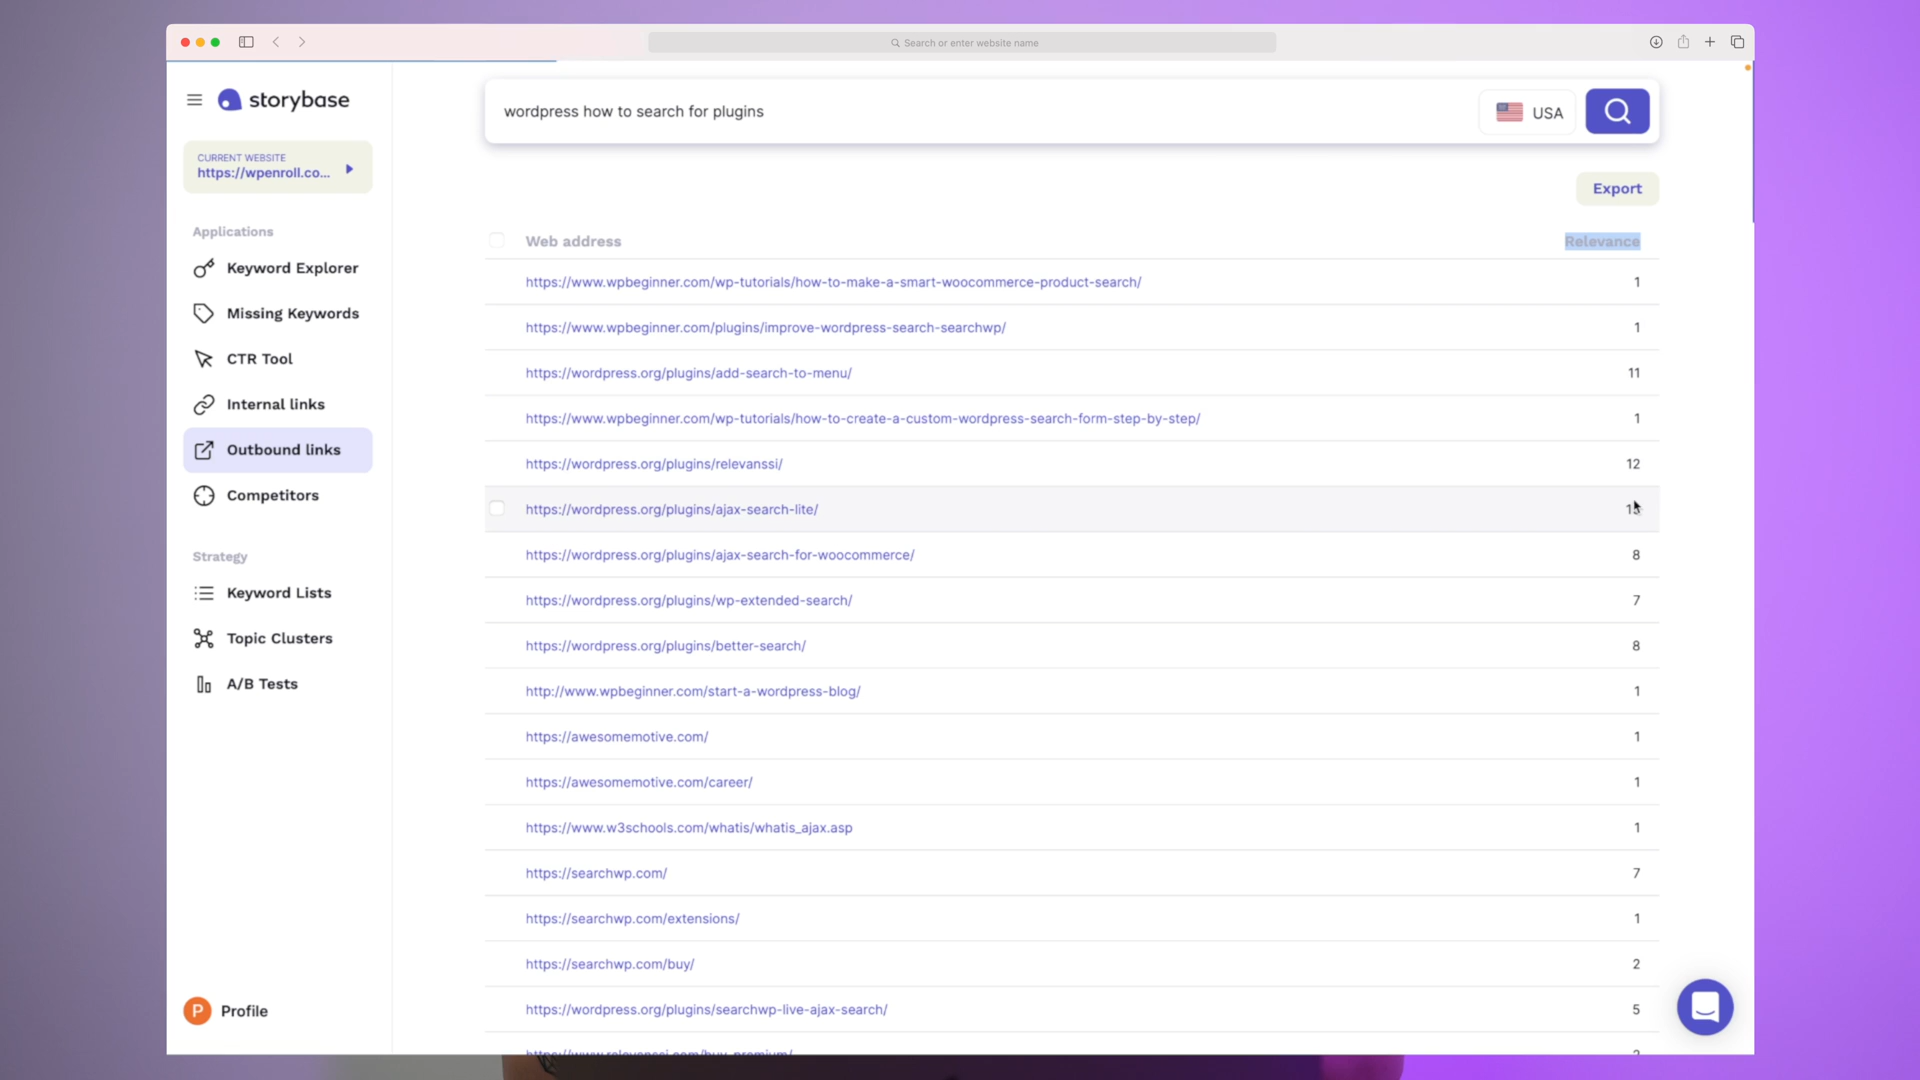 Search or enter website name
storybase
wordpress how to search for plugins
USA
CURRENT WEBSITE
https://wpenroll.co...
Export
Applications
Web address
Relevance
Keyword Explorer
https://www.wpbeginner.com/wp-tutorials/how-to-make-a-smart-woocommerce-product-search/
1
Missing Keywords
https://www.wpbeginner.com/plugins/improve-wordpress-search-searchwp/
1
CTR Tool
https://wordpress.org/plugins/add-search-to-menu/
11
Internal links
https://www.wpbeginner.com/wp-tutorials/how-to-create-a-custom-wordpress-search-form-step-by-step/
1
Outbound links
https://wordpress.org/plugins/relevanssi/
12
Competitors
https://wordpress.org/plugins/ajax-search-lite/
Strategy
https://wordpress.org/plugins/ajax-search-for-woocommerce/
8
Keyword Lists
https://wordpress.org/plugins/wp-extended-search/
7
Topic Clusters
https://wordpress.org/plugins/better-search/
8
A/B Tests
http://www.wpbeginner.com/start-a-wordpress-blog/
1
https://awesomemotive.com/
1
https://awesomemotive.com/career/
1
https://www.w3schools.com/whatis/whatis_ajax.asp
1
https://searchwp.com/
7
https://searchwp.com/extensions/
1
https://searchwp.com/buy/
2
P
Profile
https://wordpress.org/plugins/searchwp-live-ajax-search/
5